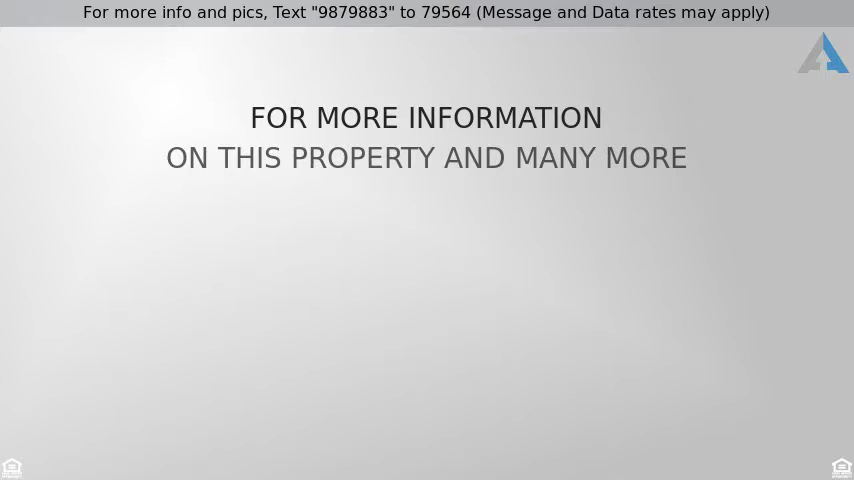 For more info and pics, Text "9879883" to 79564 (Message and Data rates may apply)
FOR MORE INFORMATION
ON THIS PROPERTY AND MANY MORE